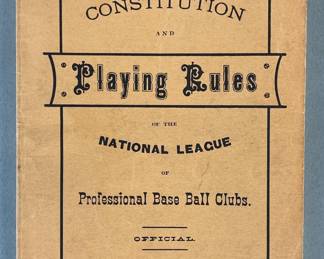 CONSTITUTION
AND
Playing Rules
OF THE
NATIONAL LEAGUE
OF
Professional Base Ball Clubs.
OFFICIAL.